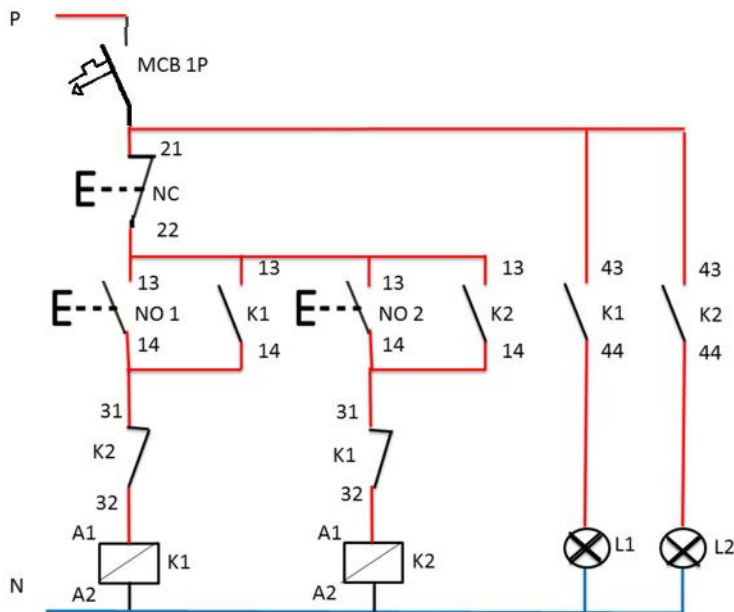 P
MCB 1P
21
NC
22
13 13 13 13 43 43
NO 1 K1 NO 2 K2 K1 K2
14 14 14 14 44 44
31 31
K2 K1
32 32
A1 A1
K1 K2 L1 L2
A2 A2
N